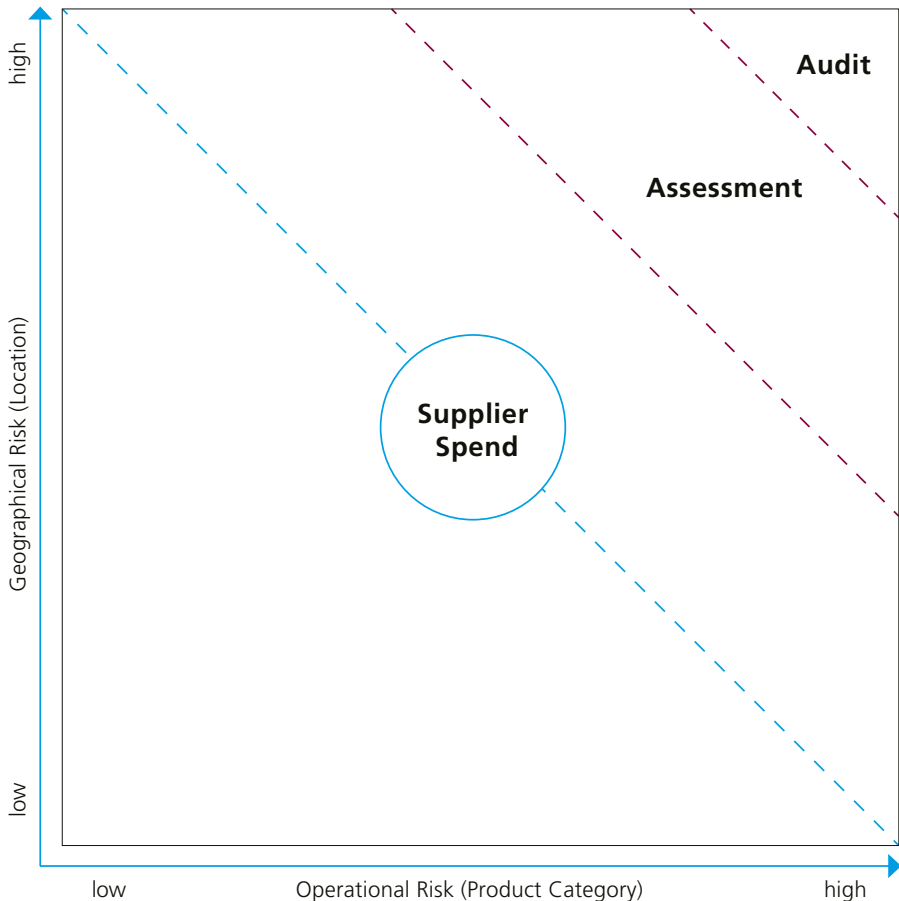 high
Audit
Assessment
Geographical Risk (Location)
Supplier
Spend
low
low
Operational Risk (Product Category)
high